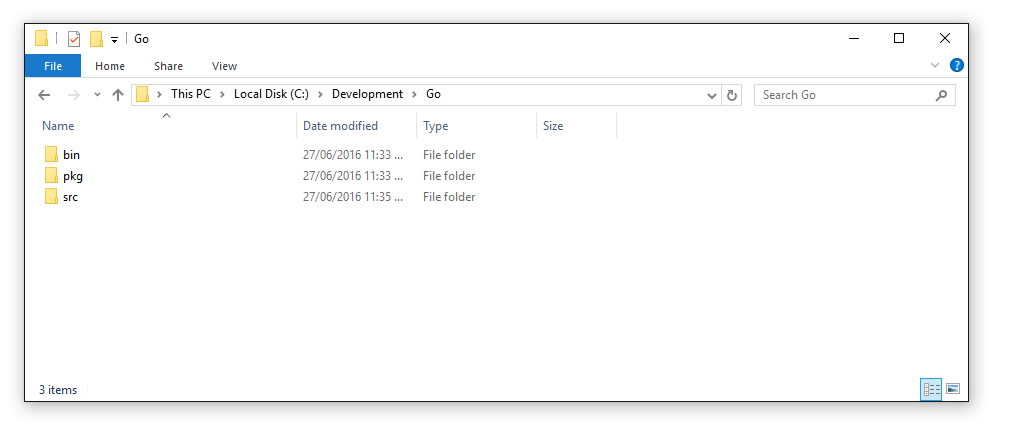 Go
File Home Share View
This PC > Local Disk (C:) > Development > Go
Search Go
Name Date modified Type Size
bin 27/06/2016 11:33 ... File folder
pkg 27/06/2016 11:33 ... File folder
src 27/06/2016 11:35 ... File folder
3 items